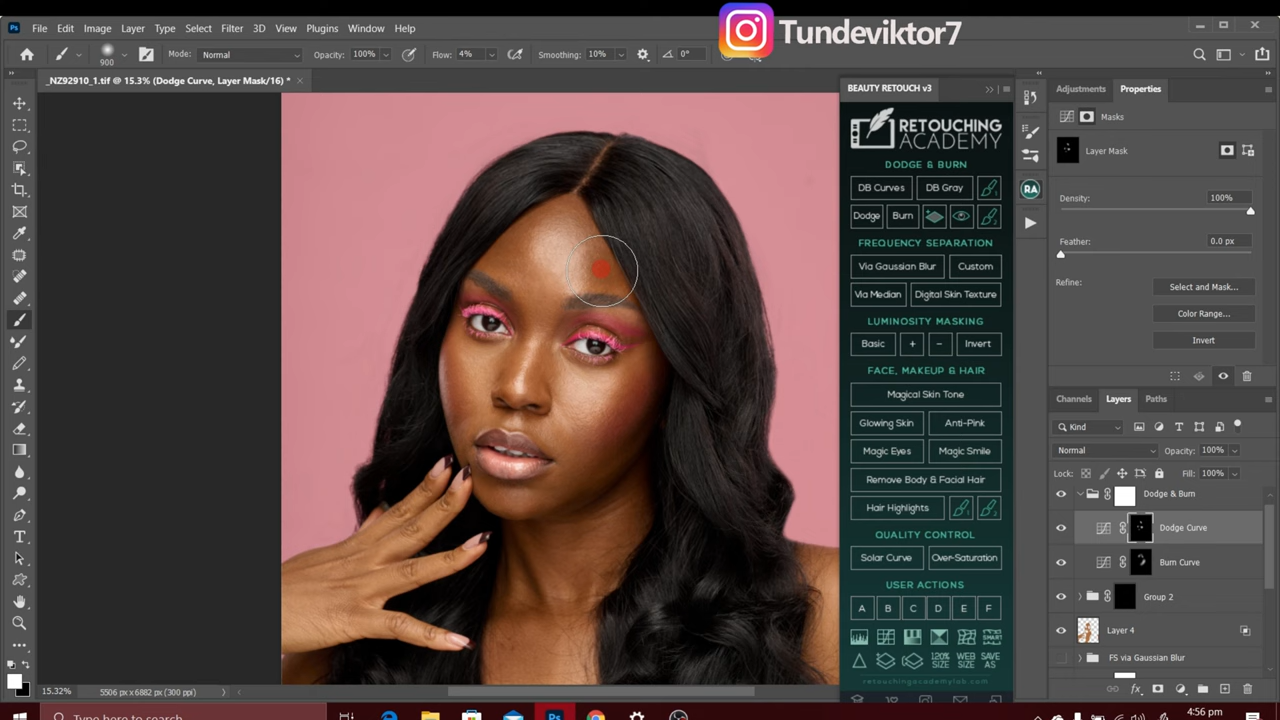 Tundeviktor7
Ps File Edit Image Layer Type Select Filter 3D View Plugins Window Help
900 Mode: Normal Opacity: 100% Flow: 4% Smoothing: 10% 0°
_NZ92910_1.tif @ 15.3% (Dodge Curve, Layer Mask/16) *
BEAUTY RETOUCH v3
RETOUCHING
ACADEMY
DODGE & BURN
DB Curves DB Gray
Dodge Burn
FREQUENCY SEPARATION
Via Gaussian Blur Custom
Via Median Digital Skin Texture
LUMINOSITY MASKING
Basic + − Invert
FACE, MAKEUP & HAIR
Magical Skin Tone
Glowing Skin Anti-Pink
Magic Eyes Magic Smile
Remove Body & Facial Hair
Hair Highlights
QUALITY CONTROL
Solar Curve Over-Saturation
USER ACTIONS
A B C D E F
SMART
120% SIZE WEB SIZE SAVE AS
retouchingacademylab.com
RA
Adjustments Properties
Masks
Layer Mask
Density: 100%
Feather: 0.0 px
Refine: Select and Mask...
Color Range...
Invert
Channels Layers Paths
Kind
Normal Opacity: 100%
Lock: Fill: 100%
Dodge & Burn
Dodge Curve
Burn Curve
Group 2
Layer 4
FS via Gaussian Blur
15.32% 5506 px x 6882 px (300 ppi)
Type here to search
4:56 pm